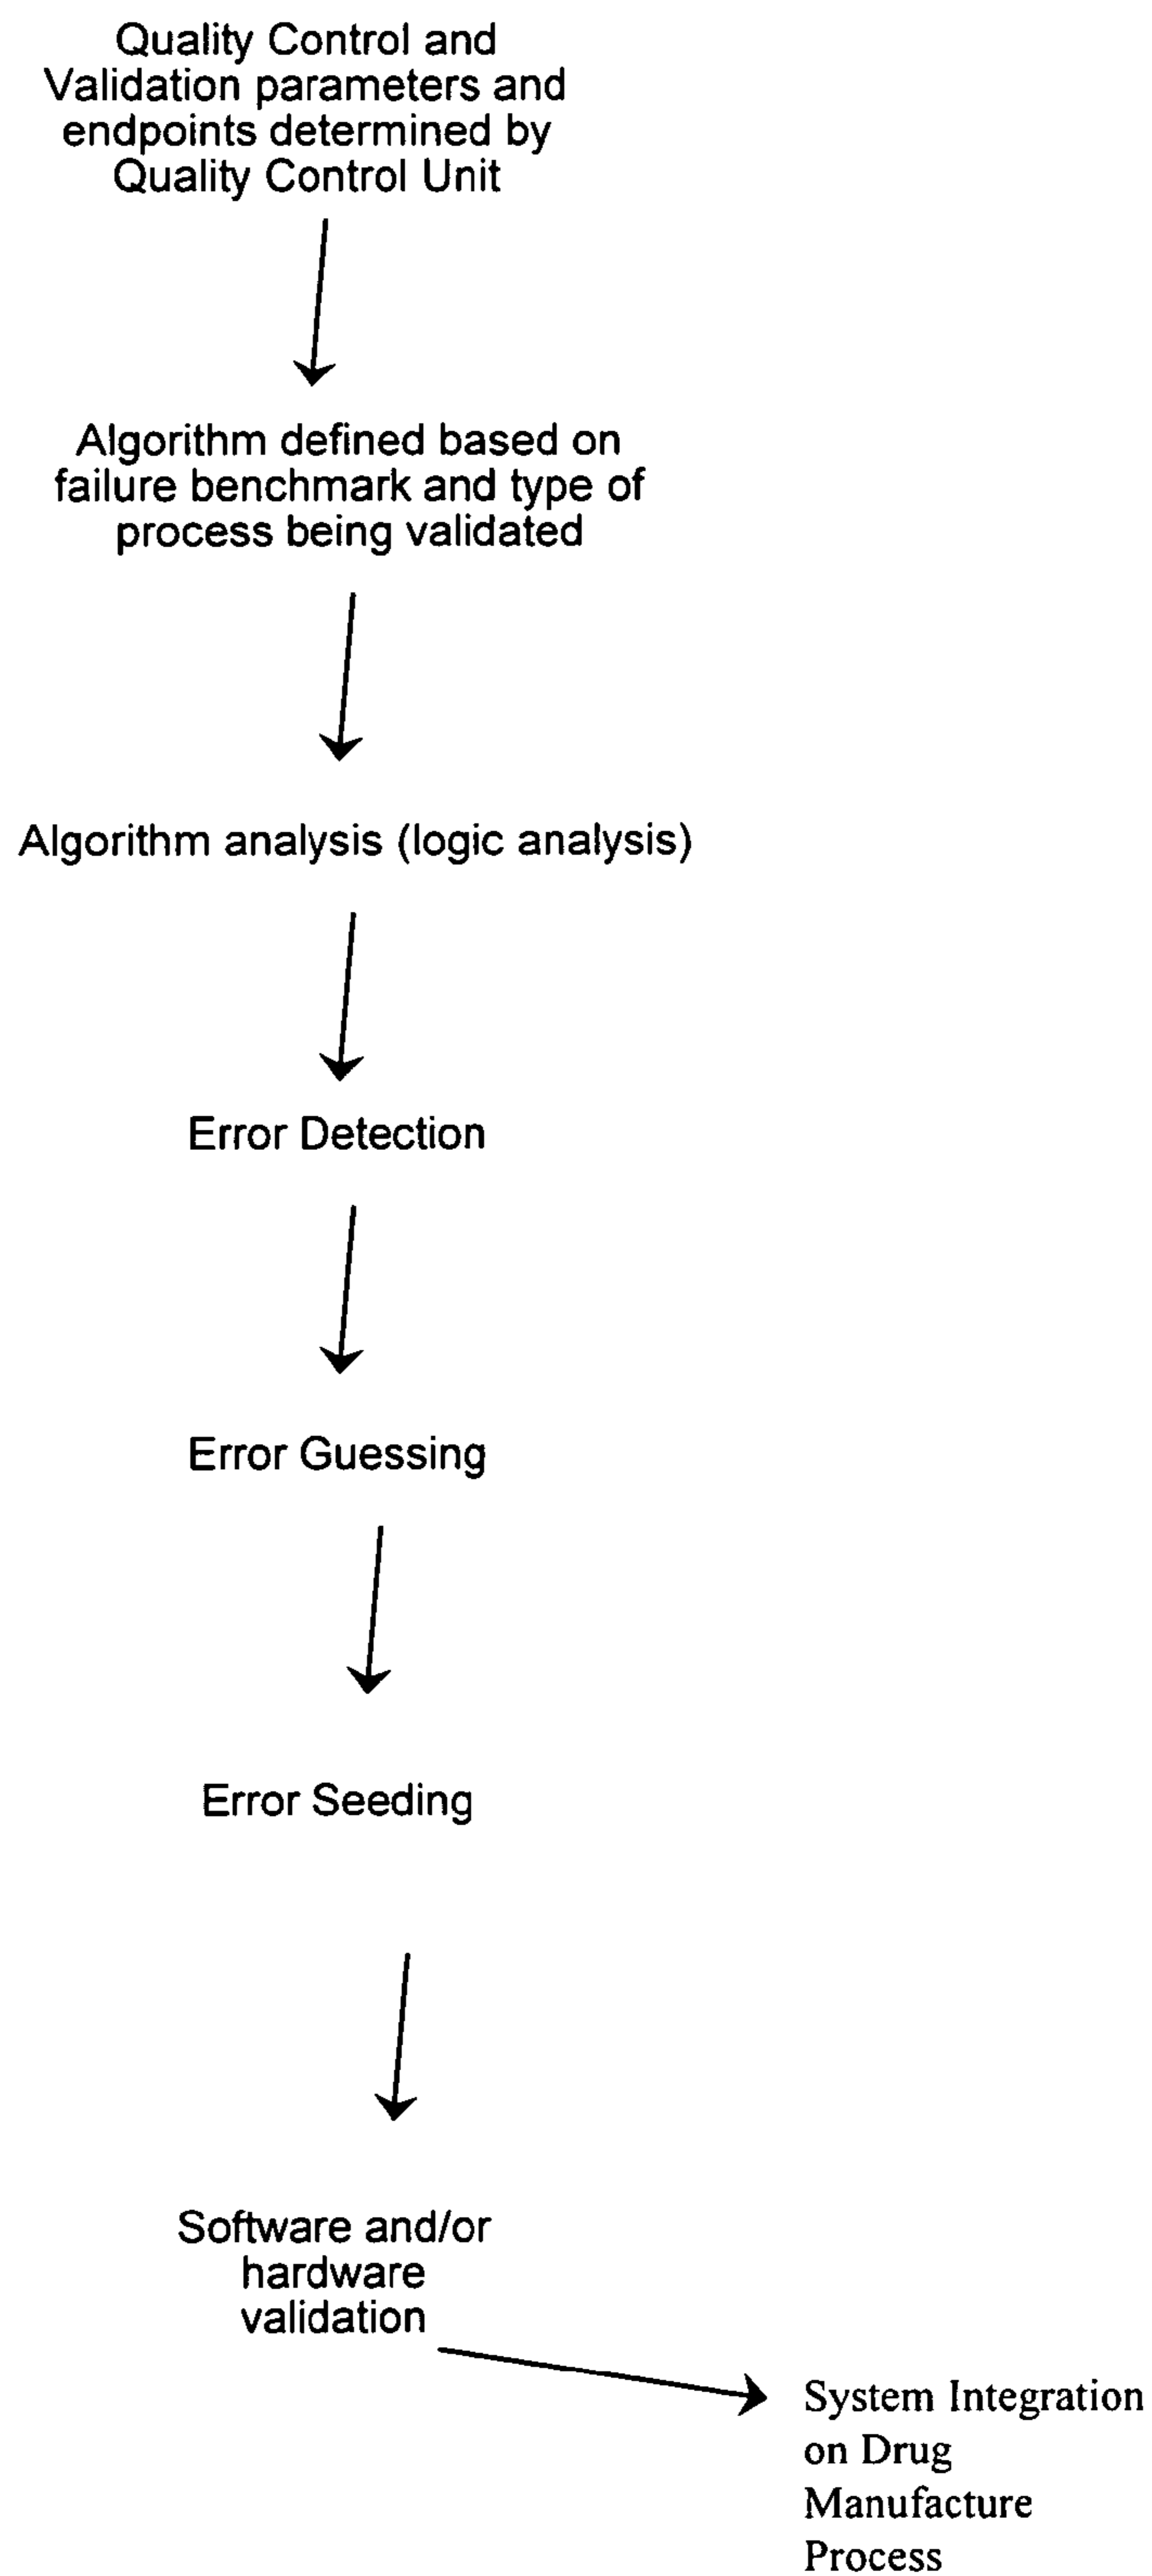 Quality Control and
Validation parameters and
endpoints determined by
Quality Control Unit
Algorithm defined based on
failure benchmark and type of
process being validated
Algorithm analysis (logic analysis)
Error Detection
Error Guessing
Error Seeding
Software and/or
hardware
validation
System Integration
on Drug
Manufacture
Process